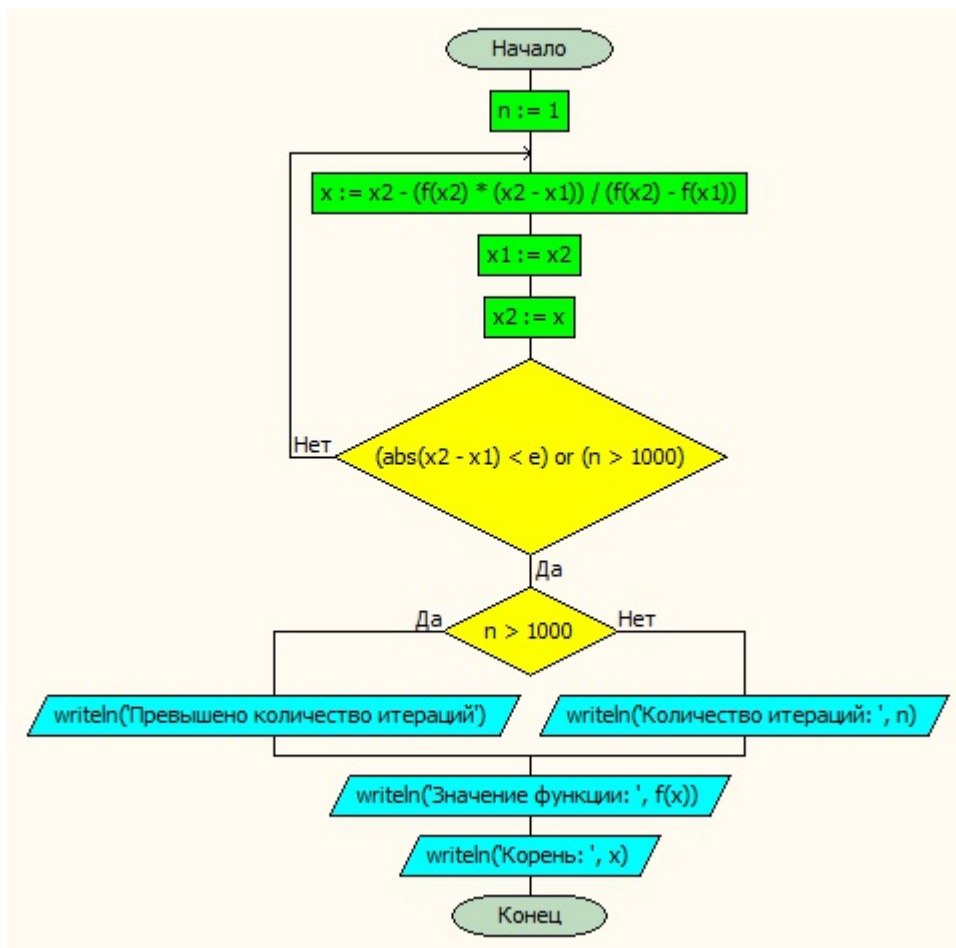 Начало
n := 1
x := x2 - (f(x2) * (x2 - x1)) / (f(x2) - f(x1))
x1 := x2
x2 := x
Нет
(abs(x2 - x1) < e) or (n > 1000)
Да
Да
n > 1000
Нет
writeln('Превышено количество итераций')
writeln('Количество итераций: ', n)
writeln('Значение функции: ', f(x))
writeln('Корень: ', x)
Конец